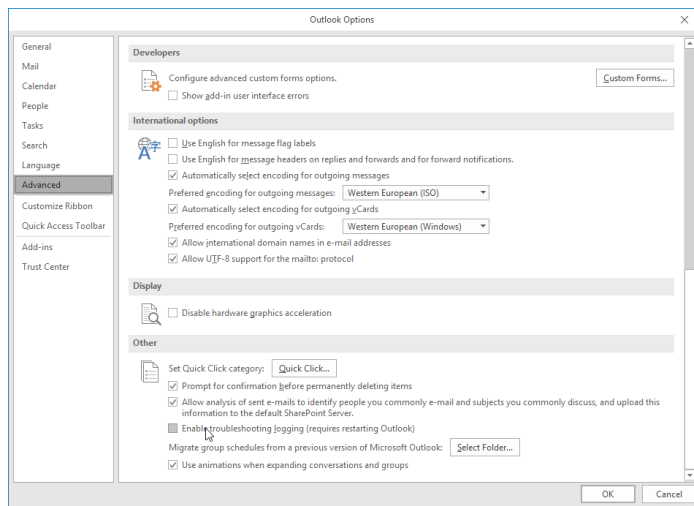 Outlook Options
General
Mail
Calendar
People
Tasks
Search
Language
Advanced
Customize Ribbon
Quick Access Toolbar
Add-ins
Trust Center
Developers
Configure advanced custom forms options.
Custom Forms...
Show add-in user interface errors
International options
A字
Use English for message flag labels
Use English for message headers on replies and forwards and for forward notifications.
Automatically select encoding for outgoing messages
Preferred encoding for outgoing messages: Western European (ISO)
Automatically select encoding for outgoing vCards
Preferred encoding for outgoing vCards: Western European (Windows)
Allow international domain names in e-mail addresses
Allow UTF-8 support for the mailto: protocol
Display
Disable hardware graphics acceleration
Other
Set Quick Click category: Quick Click...
Prompt for confirmation before permanently deleting items
Allow analysis of sent e-mails to identify people you commonly e-mail and subjects you commonly discuss, and upload this
information to the default SharePoint Server.
Enable troubleshooting logging (requires restarting Outlook)
Migrate group schedules from a previous version of Microsoft Outlook: Select Folder...
Use animations when expanding conversations and groups
OK
Cancel